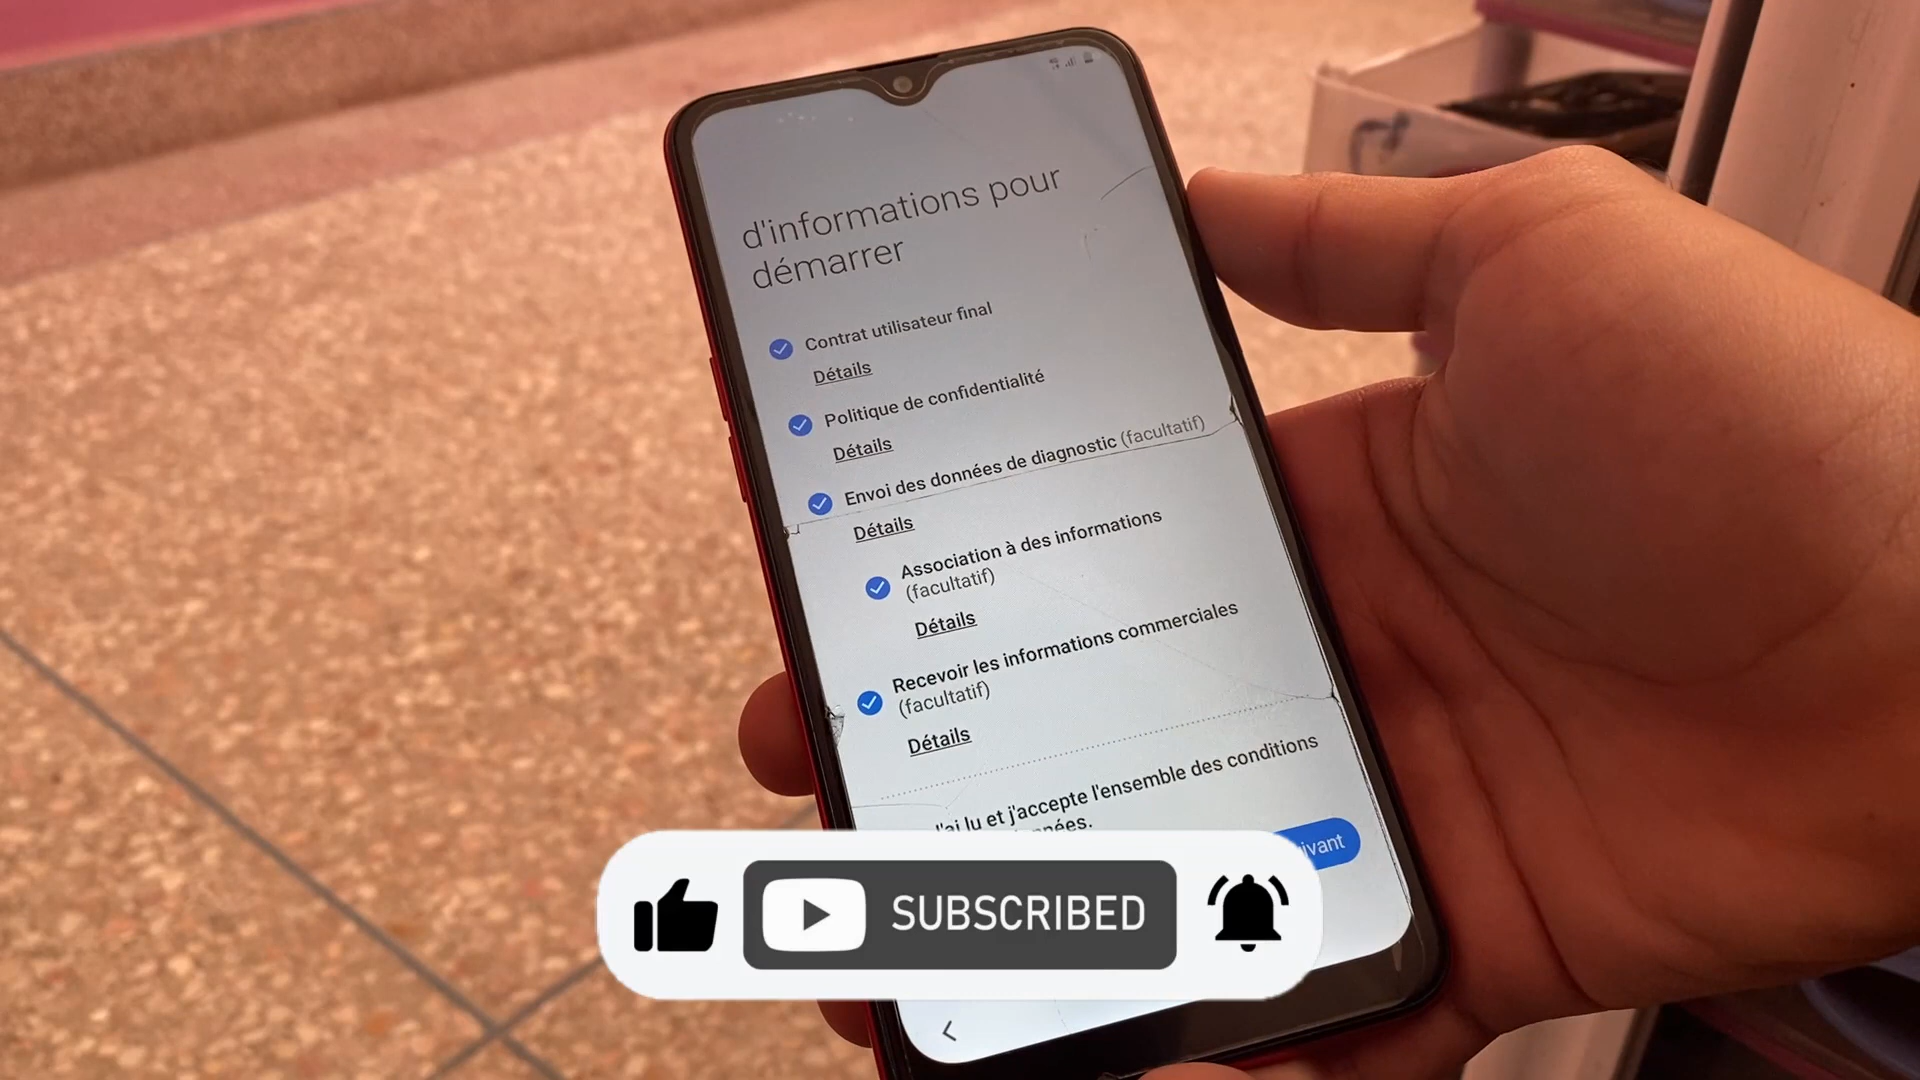 d'informations pour
démarrer
Contrat utilisateur final
Détails
Politique de confidentialité
Détails
Envoi des données de diagnostic (facultatif)
Détails
Association à des informations
(facultatif)
Détails
Recevoir les informations commerciales
(facultatif)
Détails
J'ai lu et j'accepte l'ensemble des conditions
SUBSCRIBED